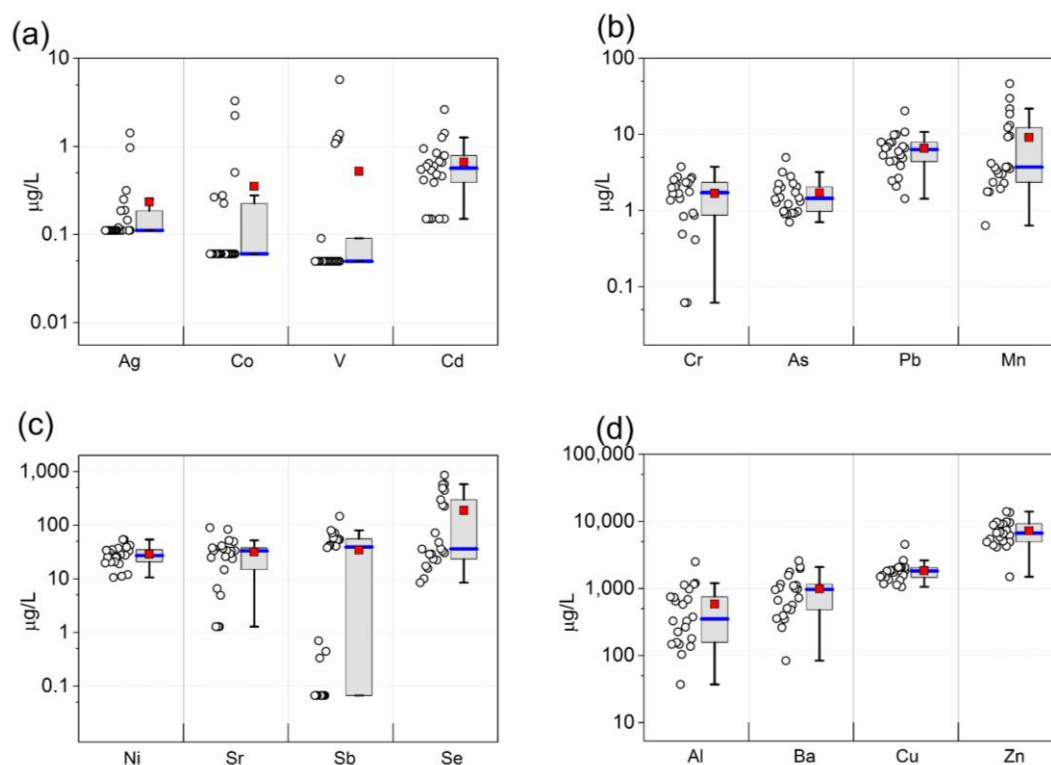 (a)
10
1
0.1
0.01
µg/L
Ag Co V Cd
(b)
100
10
1
0.1
µg/L
Cr As Pb Mn
(c)
1,000
100
10
1
0.1
µg/L
Ni Sr Sb Se
(d)
100,000
10,000
1,000
100
10
µg/L
Al Ba Cu Zn